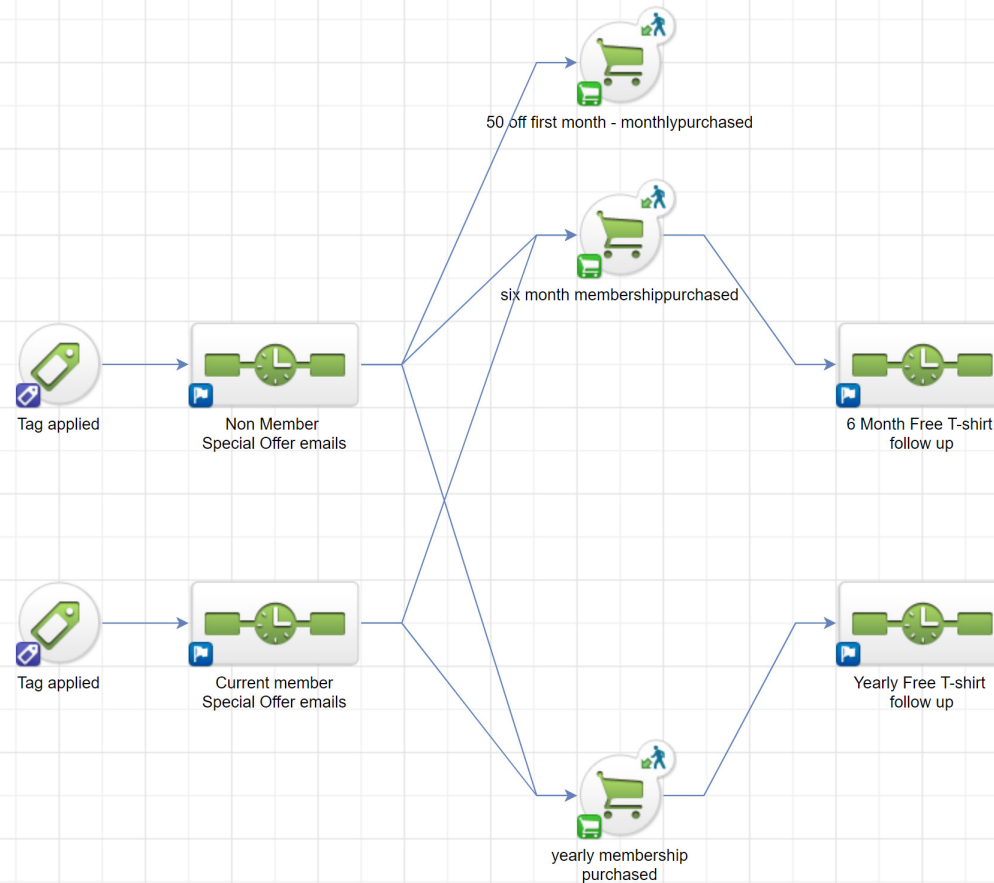 50 off first month - monthlypurchased
six month membershippurchased
Tag applied
Non Member
Special Offer emails
6 Month Free T-shirt
follow up
Tag applied
Current member
Special Offer emails
Yearly Free T-shirt
follow up
yearly membership
purchased